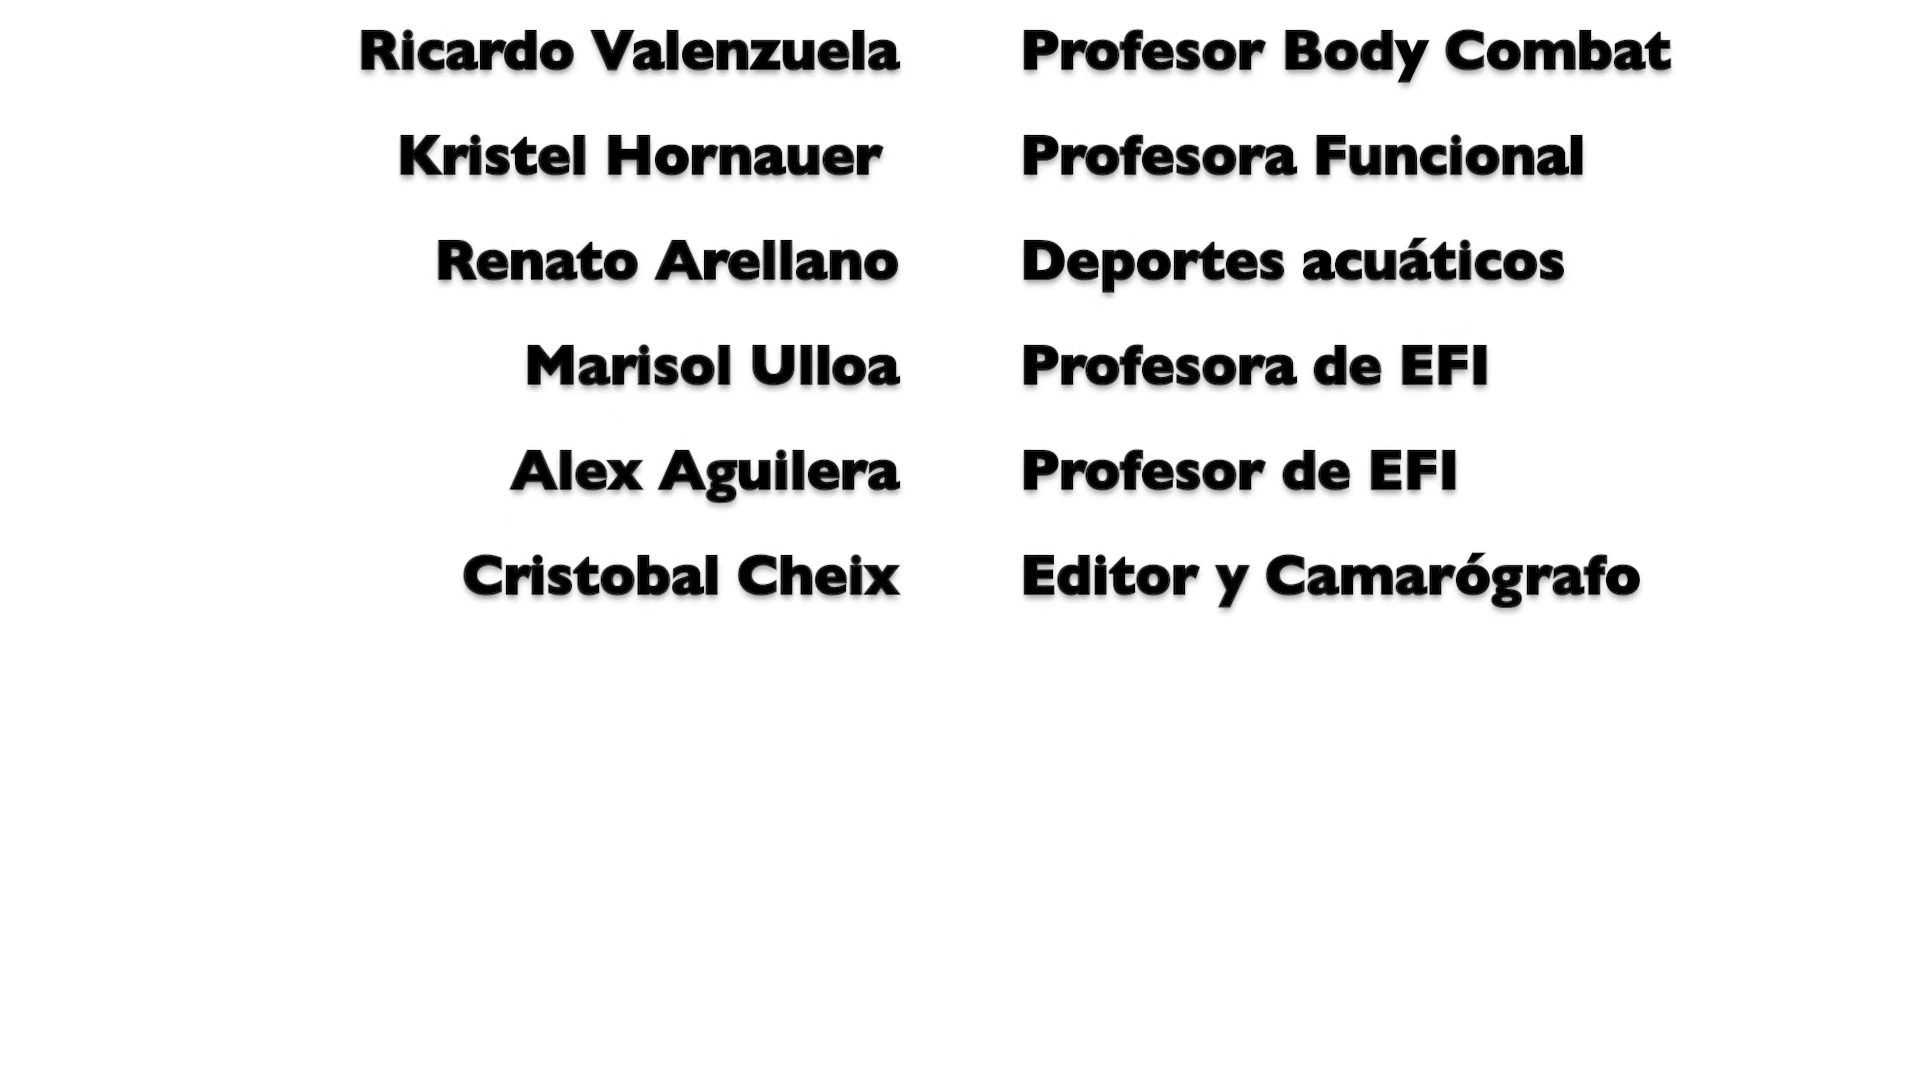 Ricardo Valenzuela Profesor Body Combat
Kristel Hornauer Profesora Funcional
Renato Arellano Deportes acuáticos
Marisol Ulloa Profesora de EFI
Alex Aguilera Profesor de EFI
Cristobal Cheix Editor y Camarógrafo